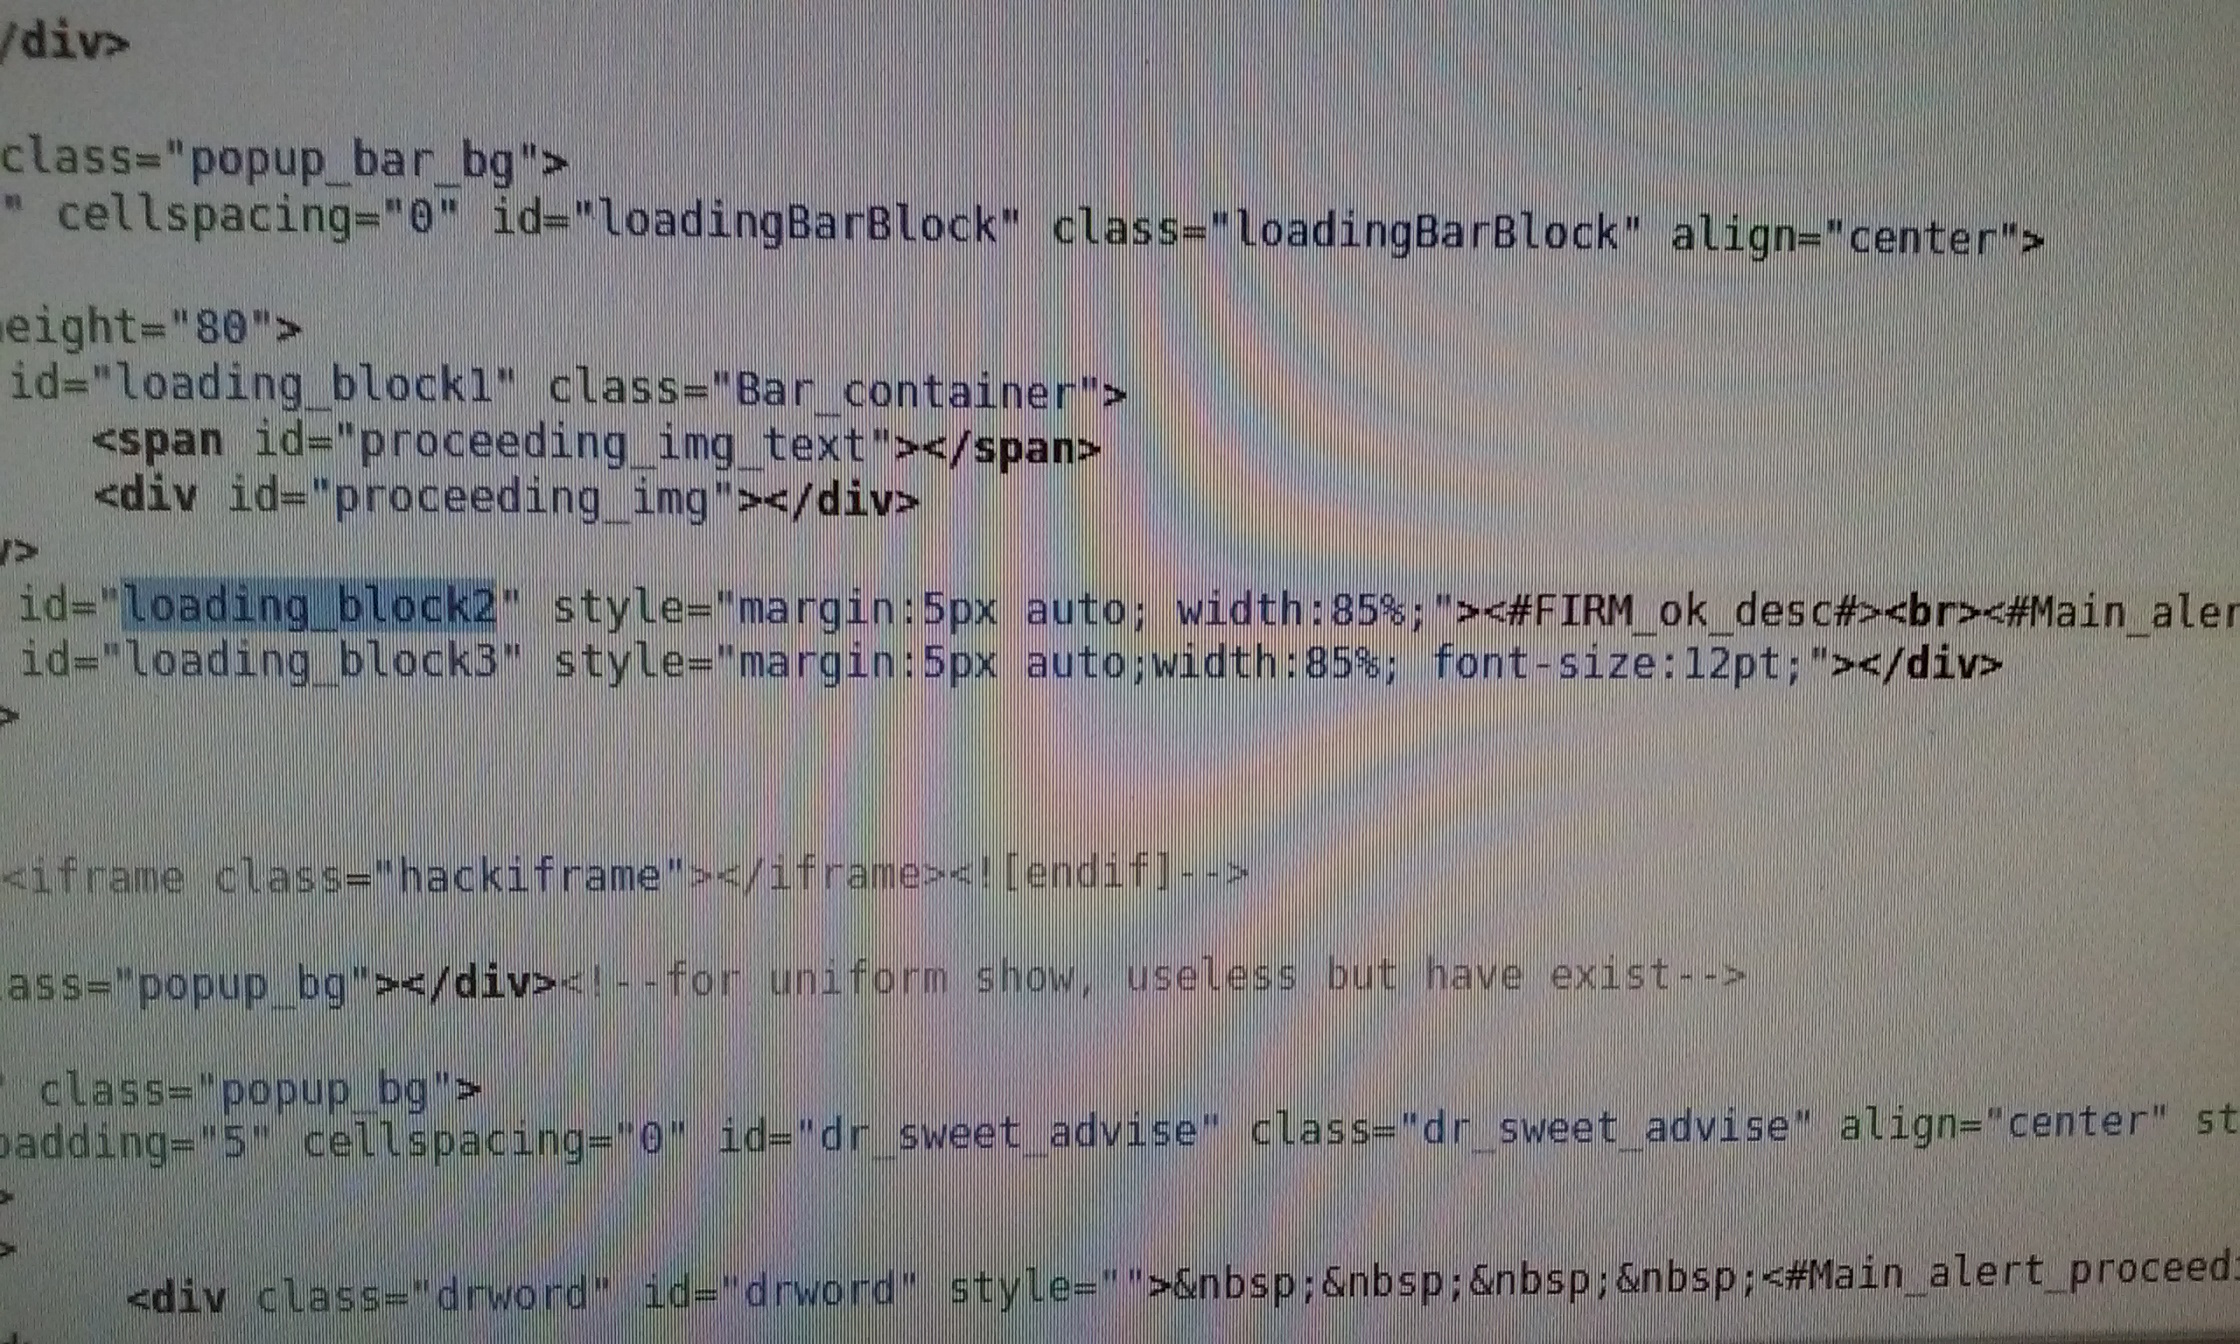 /div>
class="popup_bar_bg">
" cellspacing="0" id="loadingBarBlock" class="loadingBarBlock" align="center">
eight="80">
id="loading_block1" class="Bar_container">
<span id="proceeding_img_text"></span>
<div id="proceeding_img"></div>
/>
id="loading_block2" style="margin:5px auto; width:85%;"><#FIRM_ok_desc#><br><#Main_aler
id="loading_block3" style="margin:5px auto;width:85%; font-size:12pt;"></div>
>
<iframe class="hackiframe"></iframe><![endif]-->
ass="popup_bg"></div><!--for uniform show, useless but have exist-->
" class="popup_bg">
padding="5" cellspacing="0" id="dr_sweet_advise" class="dr_sweet_advise" align="center" st
>
>
<div class="drword" id="drword" style="">&nbsp;&nbsp;&nbsp;&nbsp;<#Main_alert_proceed